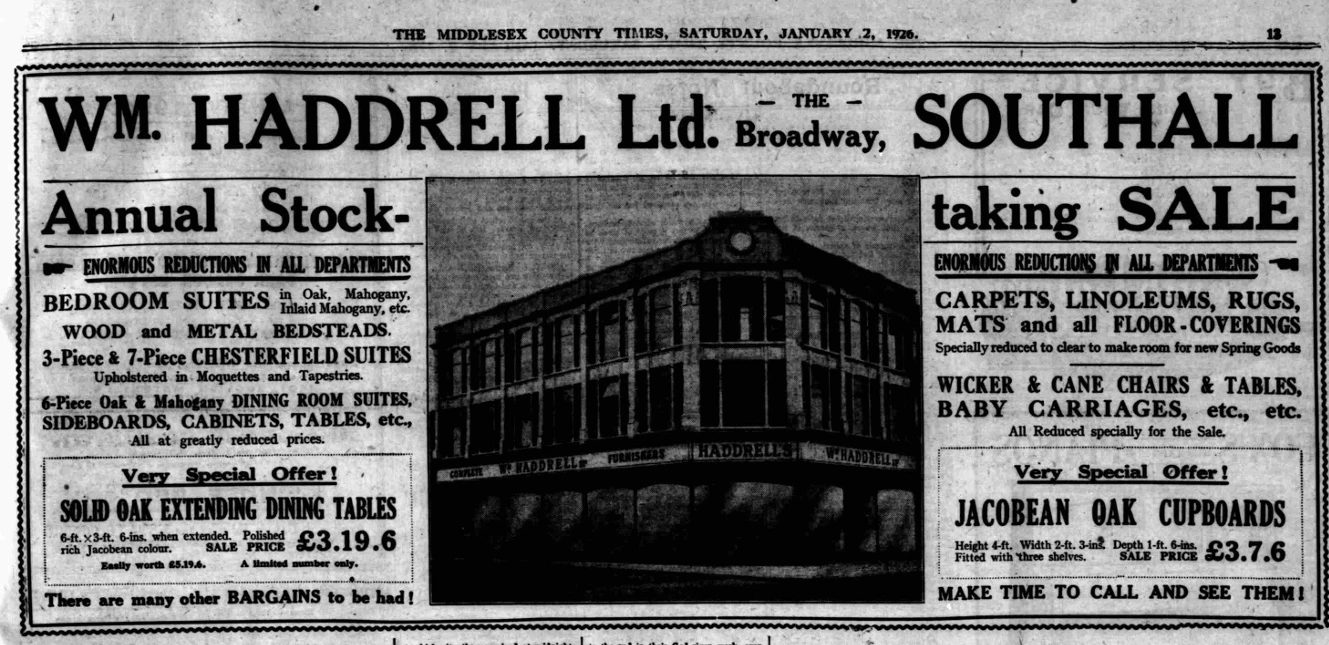 THE MIDDLESEX COUNTY TIMES, SATURDAY, JANUARY 2, 1926.
13
WM. HADDRELL Ltd. – THE – Broadway, SOUTHALL
Annual Stock-
ENORMOUS REDUCTIONS IN ALL DEPARTMENTS
BEDROOM SUITES in Oak, Mahogany,
Inlaid Mahogany, etc.
WOOD and METAL BEDSTEADS.
3-Piece & 7-Piece CHESTERFIELD SUITES
Upholstered in Moquettes and Tapestries.
6-Piece Oak & Mahogany DINING ROOM SUITES,
SIDEBOARDS, CABINETS, TABLES, etc.,
All at greatly reduced prices.
Very Special Offer!
SOLID OAK EXTENDING DINING TABLES
6-ft. × 3-ft. 6-ins. when extended. Polished
rich Jacobean colour. SALE PRICE £3.19.6
Easily worth £5.19.6. A limited number only.
There are many other BARGAINS to be had!
COMPLETE WM HADDRELL LTD FURNISHERS HADDRELL'S WM HADDRELL LTD
taking SALE
ENORMOUS REDUCTIONS IN ALL DEPARTMENTS
CARPETS, LINOLEUMS, RUGS,
MATS and all FLOOR-COVERINGS
Specially reduced to clear to make room for new Spring Goods
WICKER & CANE CHAIRS & TABLES,
BABY CARRIAGES, etc., etc.
All Reduced specially for the Sale.
Very Special Offer!
JACOBEAN OAK CUPBOARDS
Height 4-ft. Width 2-ft. 3-ins. Depth 1-ft. 6-ins.
Fitted with three shelves. SALE PRICE £3.7.6
MAKE TIME TO CALL AND SEE THEM!